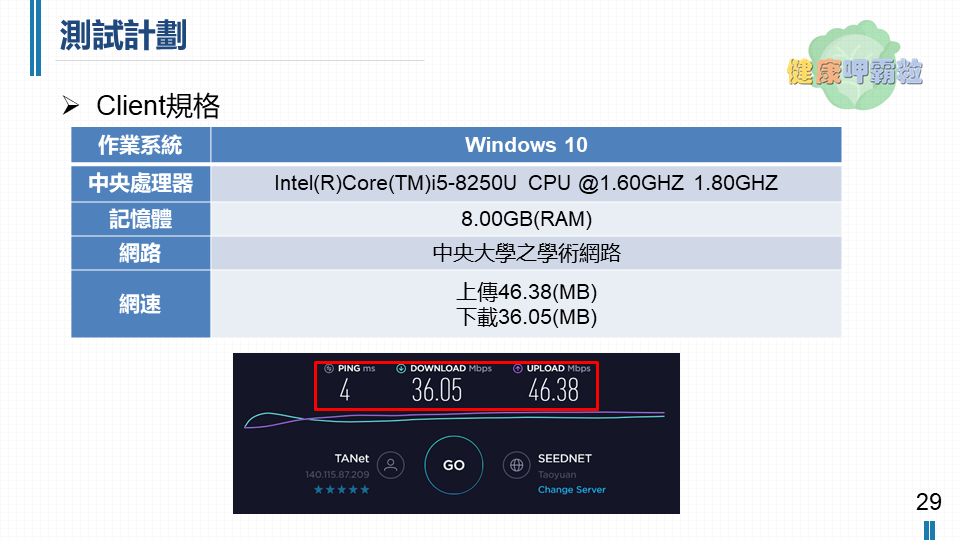 測試計劃
健康呷霸粒
Client規格
作業系統 Windows 10
中央處理器 Intel(R)Core(TM)i5-8250U CPU @1.60GHZ 1.80GHZ
記憶體 8.00GB(RAM)
網路 中央大學之學術網路
網速 上傳46.38(MB)
下載36.05(MB)
PING ms DOWNLOAD Mbps UPLOAD Mbps
4 36.05 46.38
TANet GO SEEDNET
140.115.87.209 Taoyuan
Change Server
29